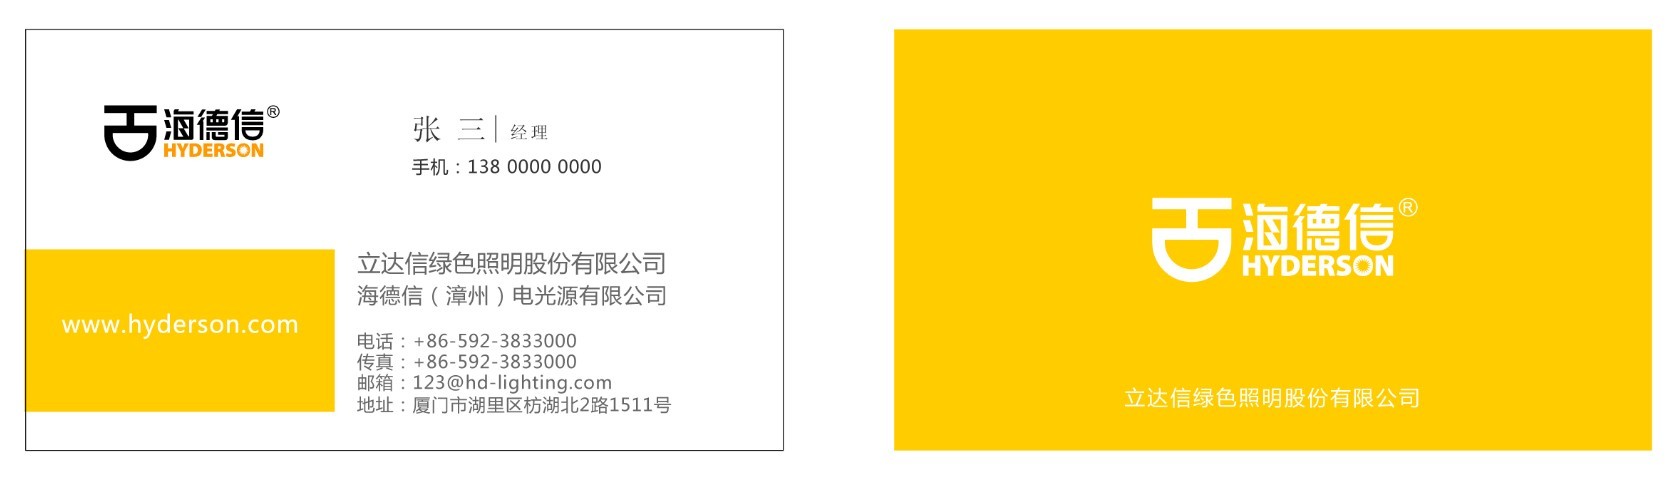 海德信®
HYDERSON
张 三 | 经理
手机：138 0000 0000
www.hyderson.com
立达信绿色照明股份有限公司
海德信（漳州）电光源有限公司
电话：+86-592-3833000
传真：+86-592-3833000
邮箱：123@hd-lighting.com
地址：厦门市湖里区枋湖北2路1511号
海德信®
HYDERSON
立达信绿色照明股份有限公司